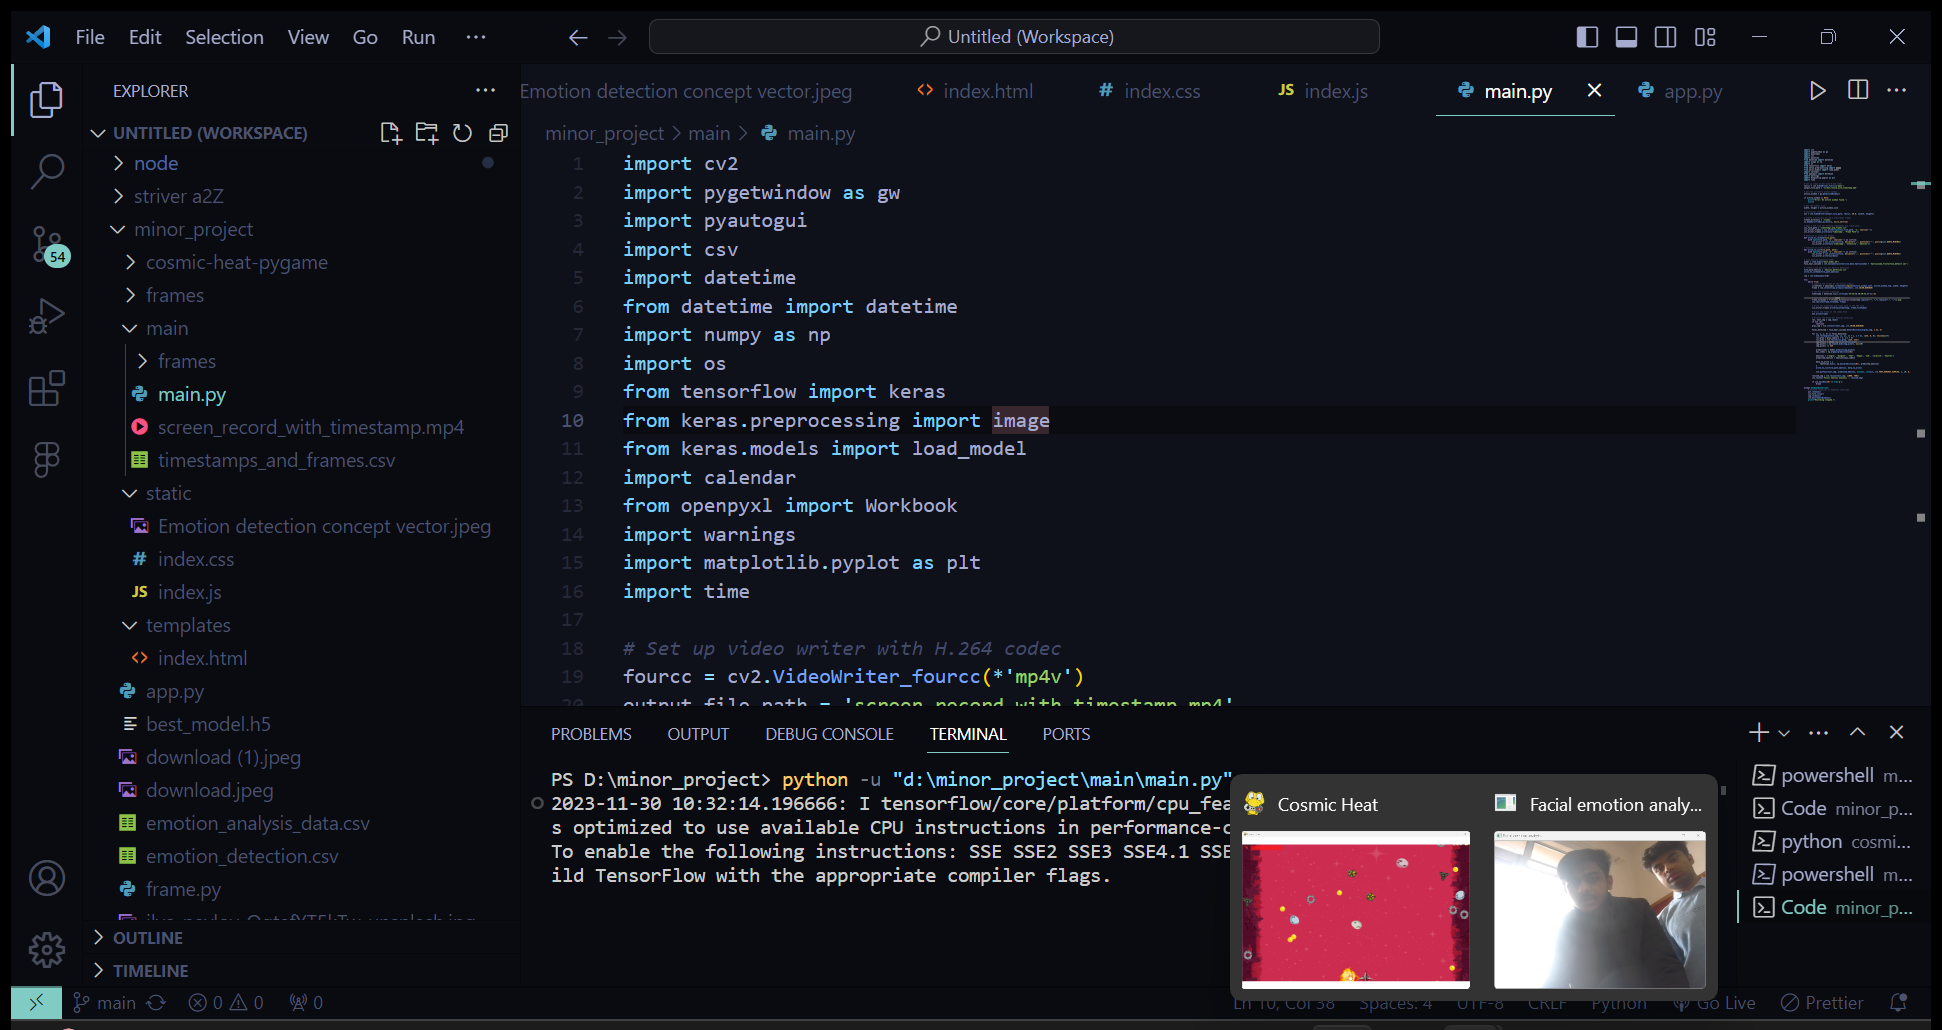 File Edit Selection View Go Run ··· Untitled (Workspace)
EXPLORER
UNTITLED (WORKSPACE)
node
striver a2Z
minor_project
cosmic-heat-pygame
frames
main
frames
main.py
screen_record_with_timestamp.mp4
timestamps_and_frames.csv
static
Emotion detection concept vector.jpeg
index.css
index.js
templates
index.html
app.py
best_model.h5
download (1).jpeg
download.jpeg
emotion_analysis_data.csv
emotion_detection.csv
frame.py
OUTLINE
TIMELINE
54
Emotion detection concept vector.jpeg index.html index.css JS index.js main.py app.py
minor_project > main > main.py
1 import cv2
2 import pygetwindow as gw
3 import pyautogui
4 import csv
5 import datetime
6 from datetime import datetime
7 import numpy as np
8 import os
9 from tensorflow import keras
10 from keras.preprocessing import image
11 from keras.models import load_model
12 import calendar
13 from openpyxl import Workbook
14 import warnings
15 import matplotlib.pyplot as plt
16 import time
17
18 # Set up video writer with H.264 codec
19 fourcc = cv2.VideoWriter_fourcc(*'mp4v')
20 output_file_path = 'screen_record_with_timestamp.mp4'
PROBLEMS OUTPUT DEBUG CONSOLE TERMINAL PORTS
PS D:\minor_project> python -u "d:\minor_project\main\main.py"
2023-11-30 10:32:14.196666: I tensorflow/core/platform/cpu_fea
s optimized to use available CPU instructions in performance-c
To enable the following instructions: SSE SSE2 SSE3 SSE4.1 SSE
ild TensorFlow with the appropriate compiler flags.
Cosmic Heat
Facial emotion analy...
powershell m...
Code minor_p...
python cosmi...
powershell m...
Code minor_p...
main 0 0 0
Ln 10, Col 38 Spaces: 4 UTF-8 CRLF Python Go Live Prettier